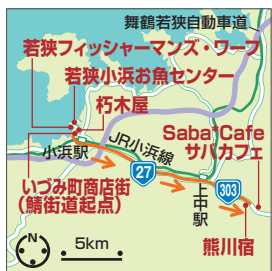 舞鶴若狭自動車道
若狭フィッシャーマンズ・ワーフ
若狭小浜お魚センター
朽木屋
Saba*Cafe
サバカフェ
小浜駅
JR小浜線
いづみ町商店街
(鯖街道起点)
27
上中駅
303
熊川宿
N
5km